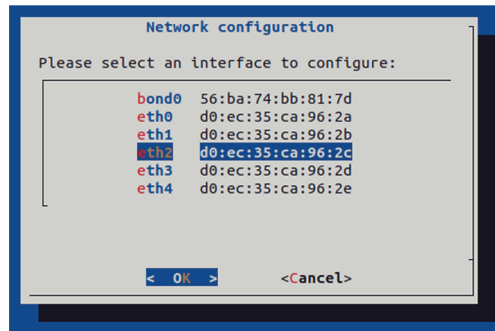 Network configuration
Please select an interface to configure:
bond0 56:ba:74:bb:81:7d
eth0 d0:ec:35:ca:96:2a
eth1 d0:ec:35:ca:96:2b
eth2 d0:ec:35:ca:96:2c
eth3 d0:ec:35:ca:96:2d
eth4 d0:ec:35:ca:96:2e
< OK > <Cancel>